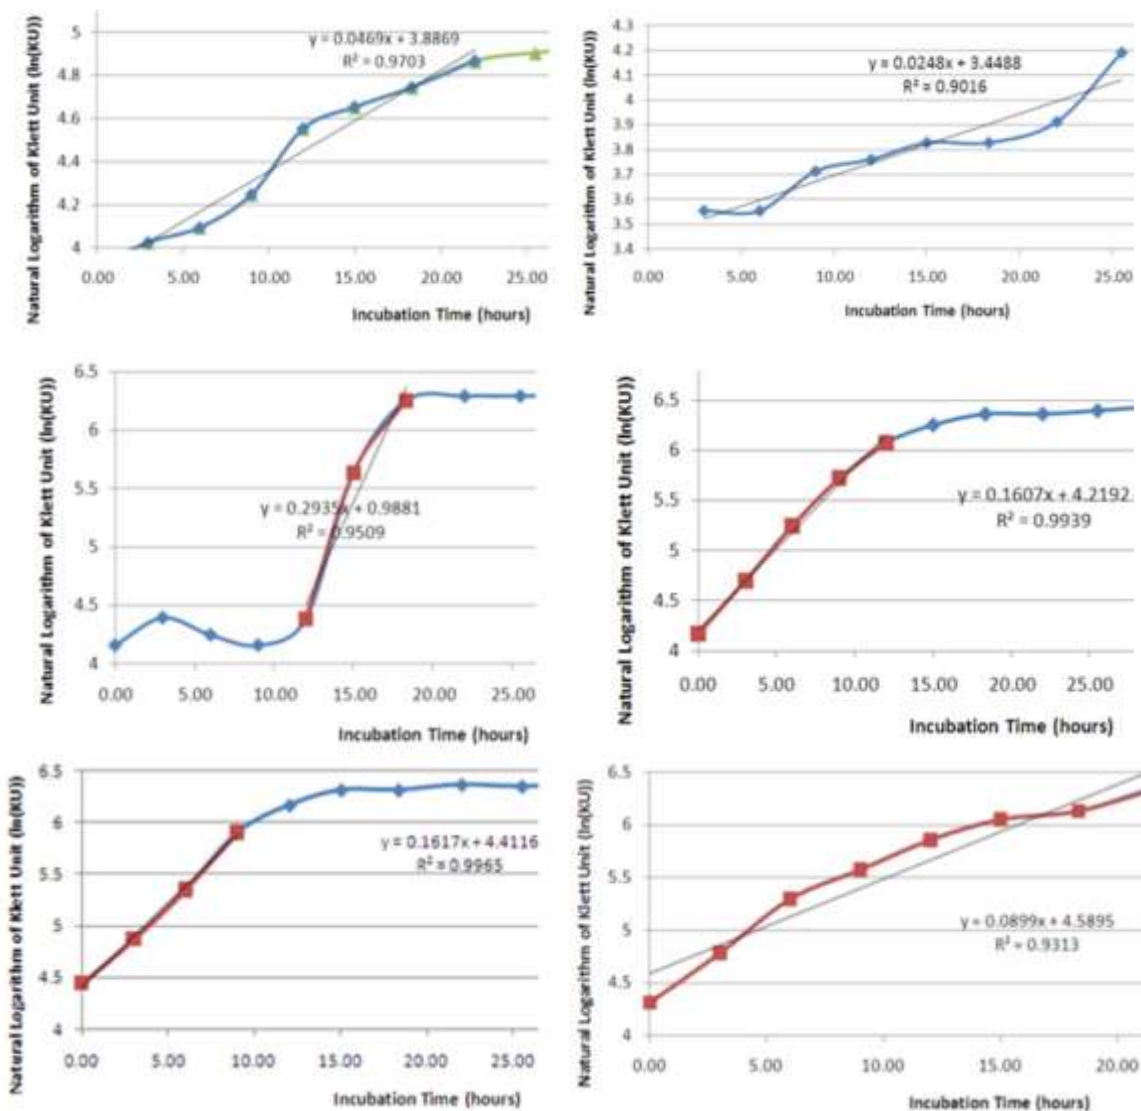 Natural Logarithm of Klett Unit (ln(KU))
5
4.8
4.6
4.4
4.2
4
y = 0.0469x + 3.8869
R² = 0.9703
0.00 5.00 10.00 15.00 20.00 25.00
Incubation Time (hours)
Natural Logarithm of Klett Unit (ln(KU))
4.3
4.2
4.1
4
3.9
3.8
3.7
3.6
3.5
3.4
y = 0.0248x + 3.4488
R² = 0.9016
0.00 5.00 10.00 15.00 20.00 25.00
Incubation Time (hours)
Natural Logarithm of Klett Unit (ln(KU))
6.5
6
5.5
5
4.5
4
y = 0.2935x + 0.9881
R² = 0.9509
0.00 5.00 10.00 15.00 20.00 25.00
Incubation Time (hours)
Natural Logarithm of Klett Unit (ln(KU))
6.5
6
5.5
5
4.5
4
y = 0.1607x + 4.2192
R² = 0.9939
0.00 5.00 10.00 15.00 20.00 25.00
Incubation Time (hours)
Natural Logarithm of Klett Unit (ln(KU))
6.5
6
5.5
5
4.5
4
y = 0.1617x + 4.4116
R² = 0.9965
0.00 5.00 10.00 15.00 20.00 25.00
Incubation Time (hours)
Natural Logarithm of Klett Unit (ln(KU))
6.5
6
5.5
5
4.5
4
y = 0.0899x + 4.5895
R² = 0.9313
0.00 5.00 10.00 15.00 20.00
Incubation Time (hours)